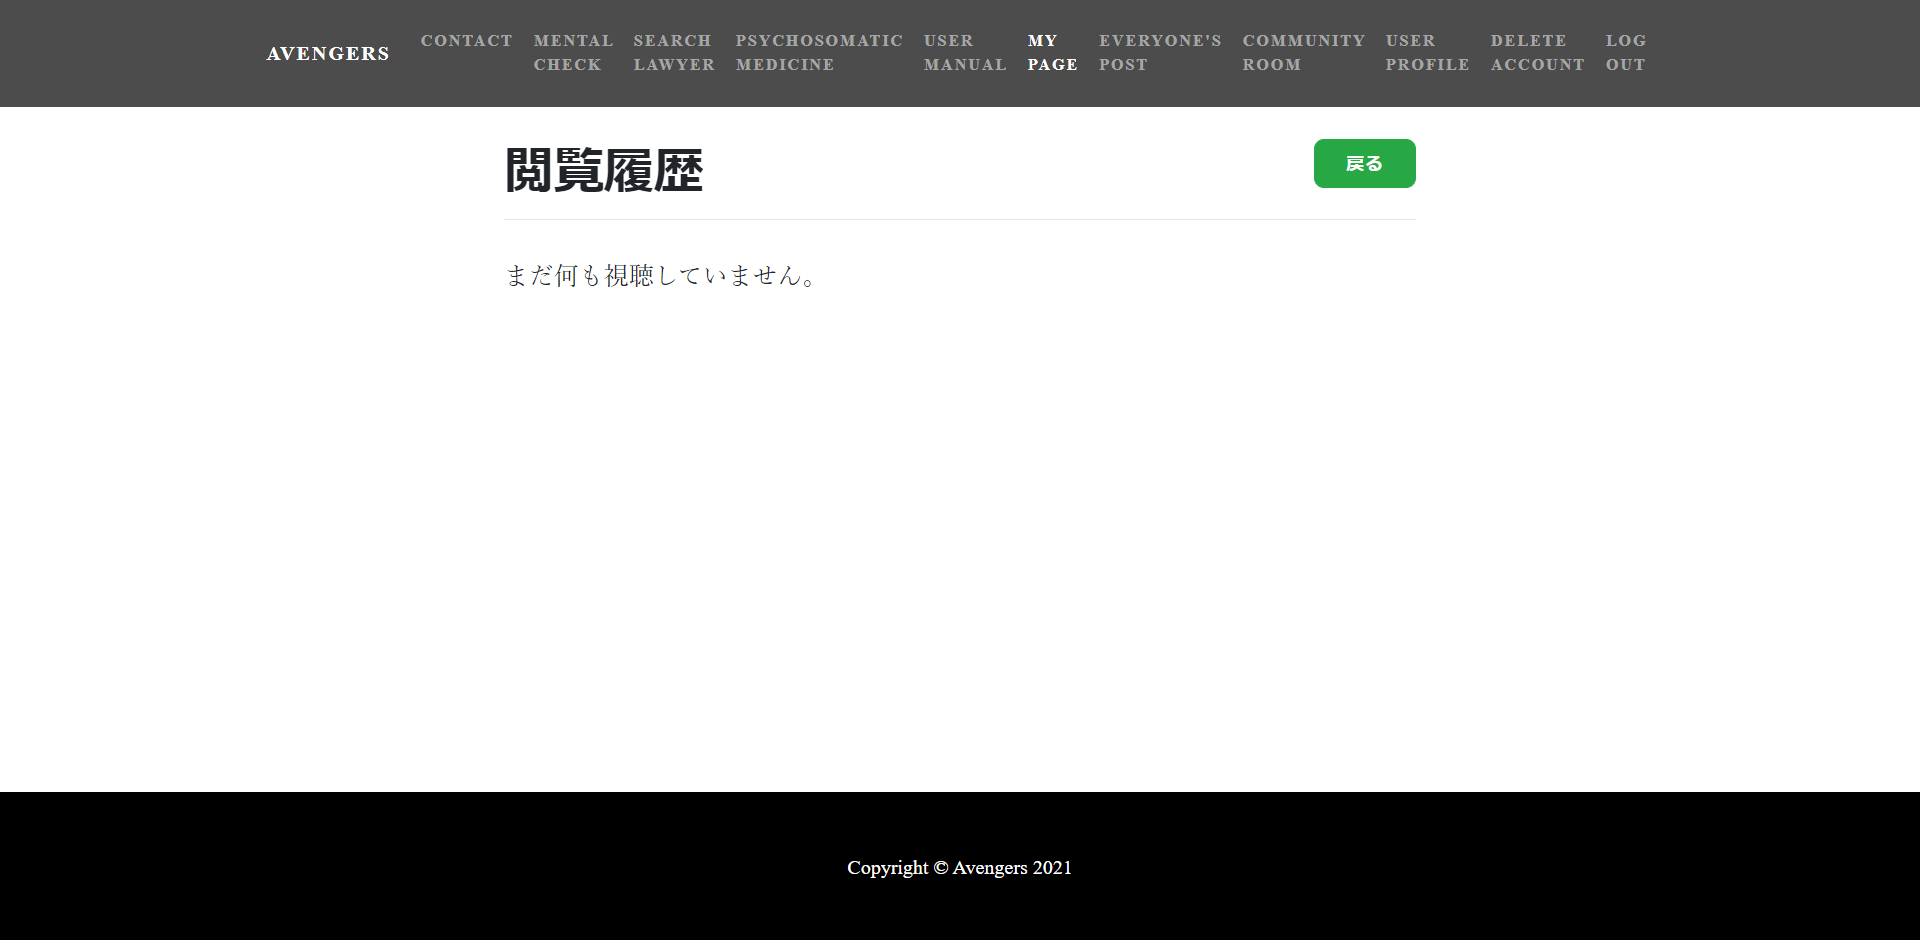 AVENGERS
CONTACT
MENTAL
CHECK
SEARCH
LAWYER
PSYCHOSOMATIC
MEDICINE
USER
MANUAL
MY
PAGE
EVERYONE'S
POST
COMMUNITY
ROOM
USER
PROFILE
DELETE
ACCOUNT
LOG
OUT
閲覧履歴
戻る
まだ何も視聴していません。
Copyright © Avengers 2021